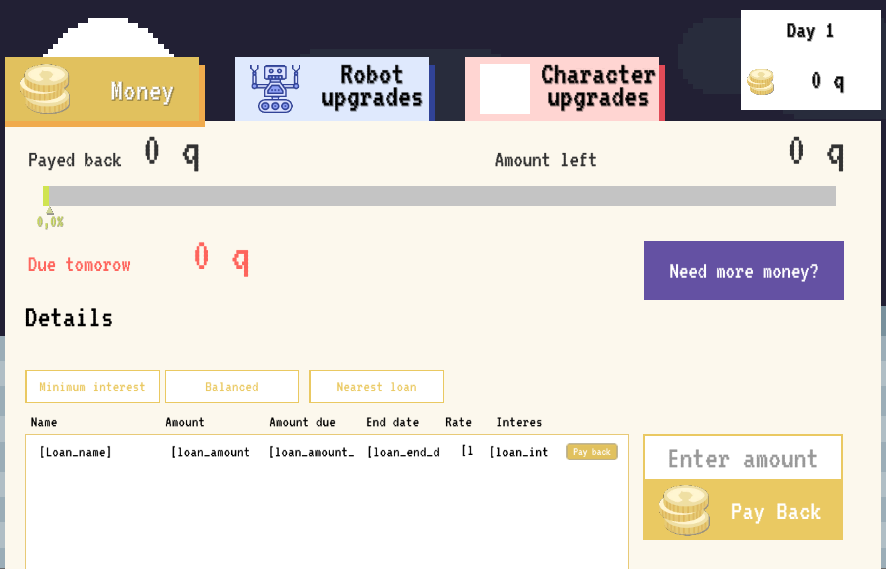 Day 1
0 q
Money
Robot upgrades
Character upgrades
Payed back 0 q
Amount left 0 q
0,0%
Due tomorow 0 q
Need more money?
Details
Minimum interest
Balanced
Nearest loan
Name Amount Amount due End date Rate Interes
[Loan_name] [loan_amount [loan_amount_ [loan_end_d [l [loan_int Pay back
Enter amount
Pay Back